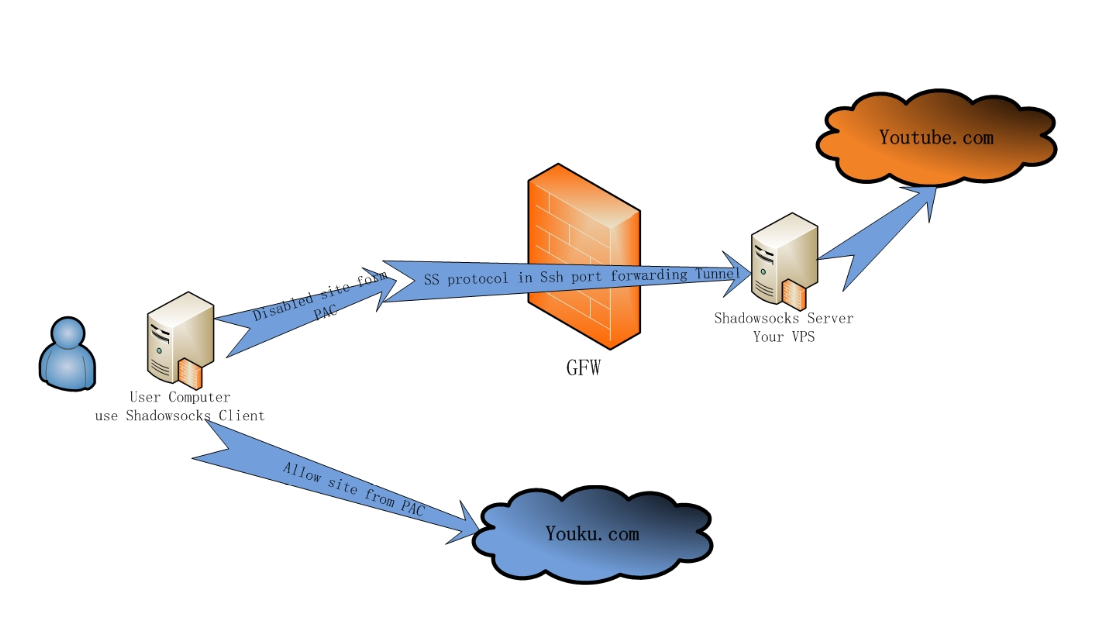 Youtube.com
SS protocol in Ssh port forwarding Tunnel
Disabled site form
PAC
Shadowsocks Server
Your VPS
GFW
User Computer
use Shadowsocks Client
Allow site from PAC
Youku.com